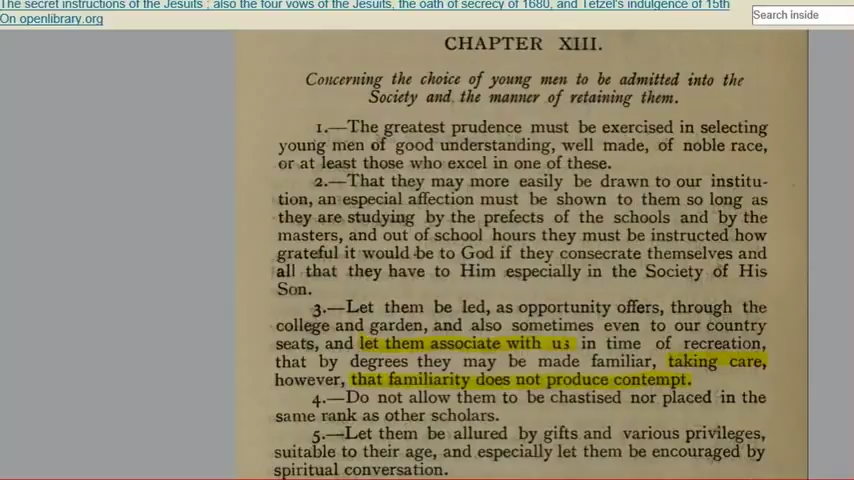 The secret instructions of the Jesuits ; also the four vows of the Jesuits, the oath of secrecy of 1680, and Tetzel's indulgence of 15th
On openlibrary.org
Search inside
CHAPTER XIII.
Concerning the choice of young men to be admitted into the
Society and the manner of retaining them.
1.—The greatest prudence must be exercised in selecting
young men of good understanding, well made, of noble race,
or at least those who excel in one of these.
2.—That they may more easily be drawn to our institu-
tion, an especial affection must be shown to them so long as
they are studying by the prefects of the schools and by the
masters, and out of school hours they must be instructed how
grateful it would be to God if they consecrate themselves and
all that they have to Him especially in the Society of His
Son.
3.—Let them be led, as opportunity offers, through the
college and garden, and also sometimes even to our country
seats, and let them associate with us in time of recreation,
that by degrees they may be made familiar, taking care,
however, that familiarity does not produce contempt.
4.—Do not allow them to be chastised nor placed in the
same rank as other scholars.
5.—Let them be allured by gifts and various privileges,
suitable to their age, and especially let them be encouraged by
spiritual conversation.